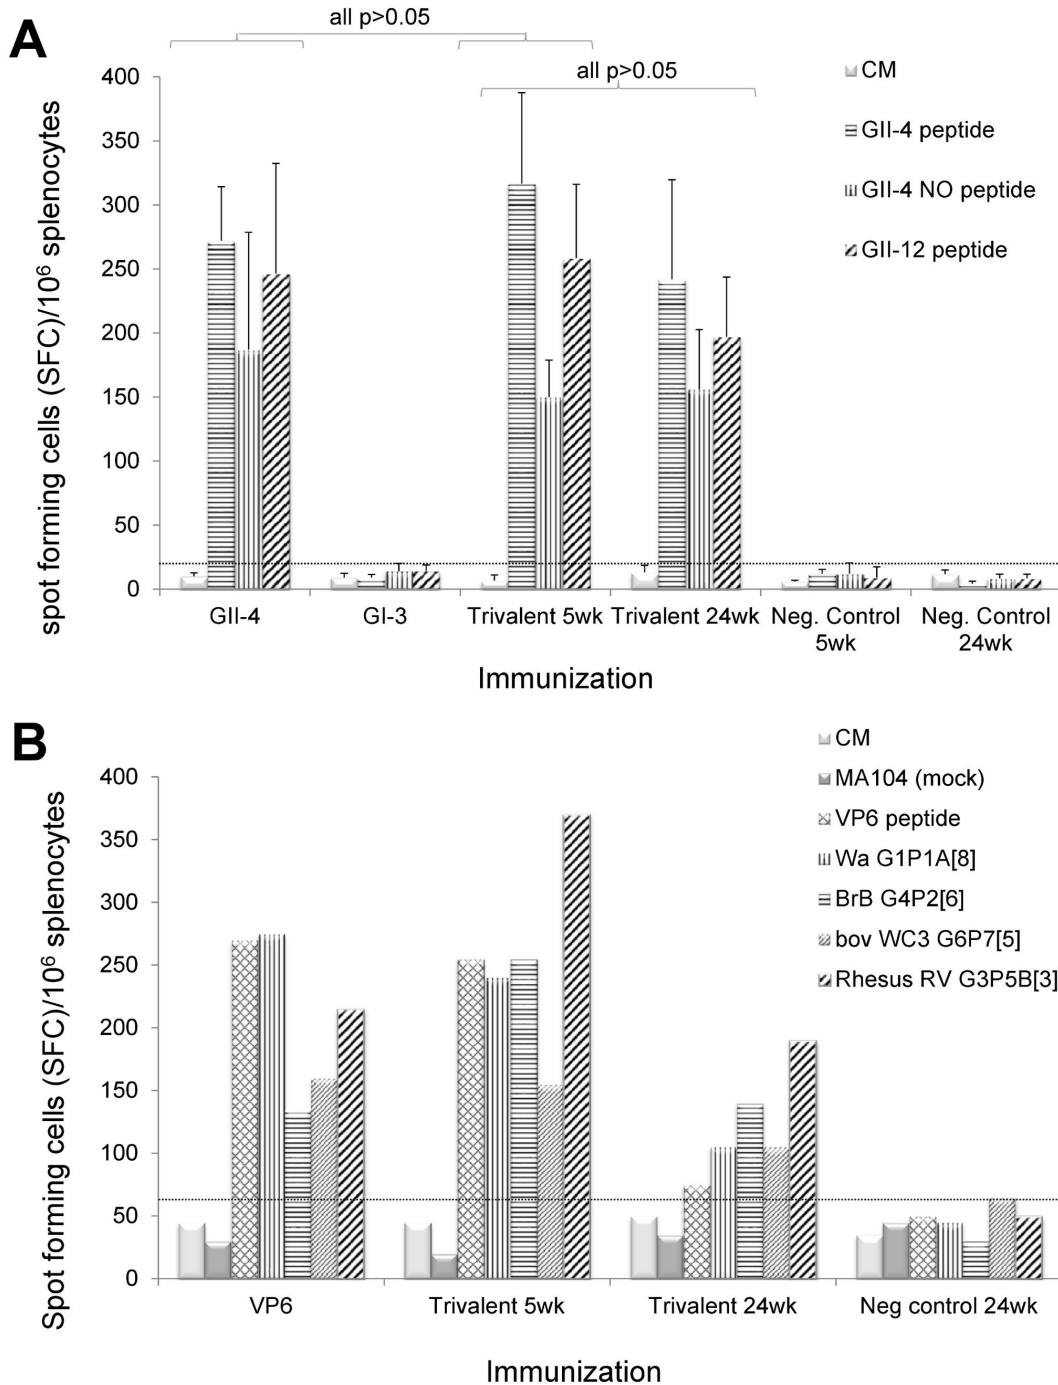 A
all p>0.05
all p>0.05
400
350
300
250
200
150
100
50
0
spot forming cells (SFC)/10⁶ splenocytes
CM
GII-4 peptide
GII-4 NO peptide
GII-12 peptide
GII-4
GI-3
Trivalent 5wk
Trivalent 24wk
Neg. Control
5wk
Neg. Control
24wk
Immunization
B
400
350
300
250
200
150
100
50
0
Spot forming cells (SFC)/10⁶ splenocytes
CM
MA104 (mock)
VP6 peptide
Wa G1P1A[8]
BrB G4P2[6]
bov WC3 G6P7[5]
Rhesus RV G3P5B[3]
VP6
Trivalent 5wk
Trivalent 24wk
Neg control 24wk
Immunization